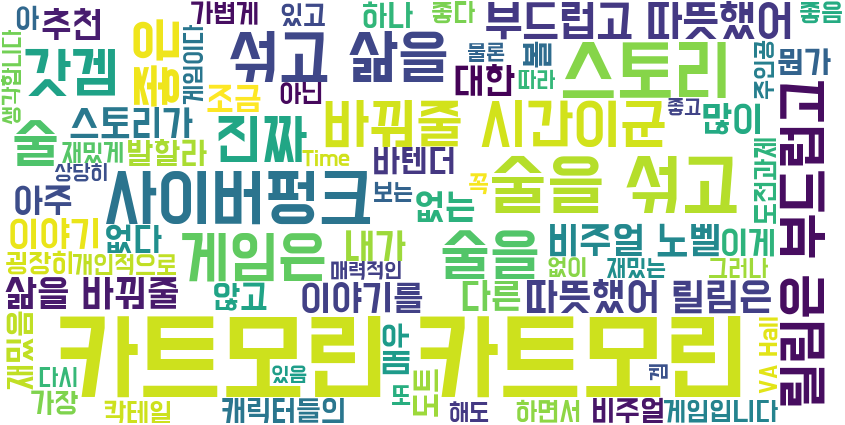 아 추천 가볍게 있고 하나 좋다 부드럽고 따뜻했어 좋음
생각합니다 갓겜 좋은 게임이다 섞고 삶을 물론 대한 폴 따라 스토리 주인공 뭔가
조금 아닌 좋고 많이
술 스토리가 진짜 바꿔줄 시간이군
재밌게 발할라 Time 바텐더 도전과제
상당히 사이버펑크 보는 꼭 술을 섞고
아주 없는
이야기 없다 게임은 내가 술을 비주얼 노벨 이게
굉장히 개인적으로 매력적인 없이 재밌는 그러나
삶을 바꿔줄 않고 이야기를 다른 따뜻했어 릴림은
릴림은 부드럽고
재밌음 카트모린 카트모린 VA Hall
몸아 도트 또
다시 있음 겜
가장 칵테일 캐릭터들의 해도 하면서 비주얼 게임입니다